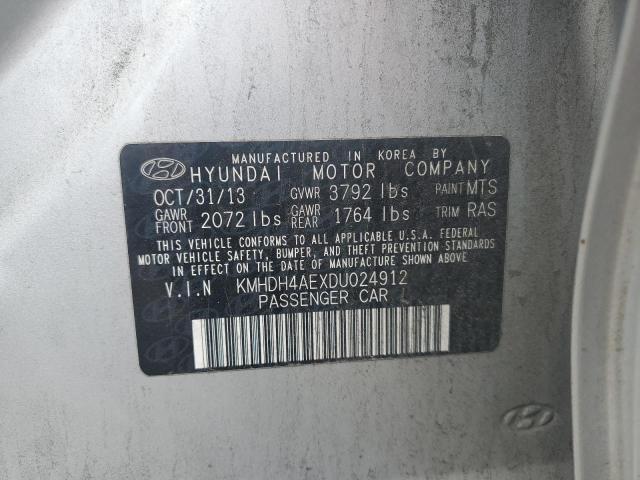 MANUFACTURED IN KOREA BY
HYUNDAI MOTOR COMPANY
OCT/31/13 GVWR 3792 lbs PAINT MTS
GAWR FRONT 2072 lbs GAWR REAR 1764 lbs TRIM RAS
THIS VEHICLE CONFORMS TO ALL APPLICABLE U.S.A. FEDERAL
MOTOR VEHICLE SAFETY, BUMPER, AND THEFT PREVENTION STANDARDS
IN EFFECT ON THE DATE OF MANUFACTURE SHOWN ABOVE.
V.I.N KMHDH4AEXDU024912
PASSENGER CAR